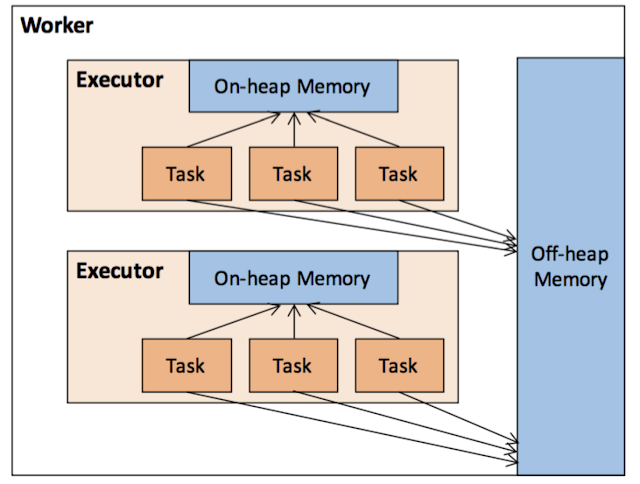 Worker
Executor
On-heap Memory
Task
Task
Task
Executor
On-heap Memory
Task
Task
Task
Off-heap
Memory